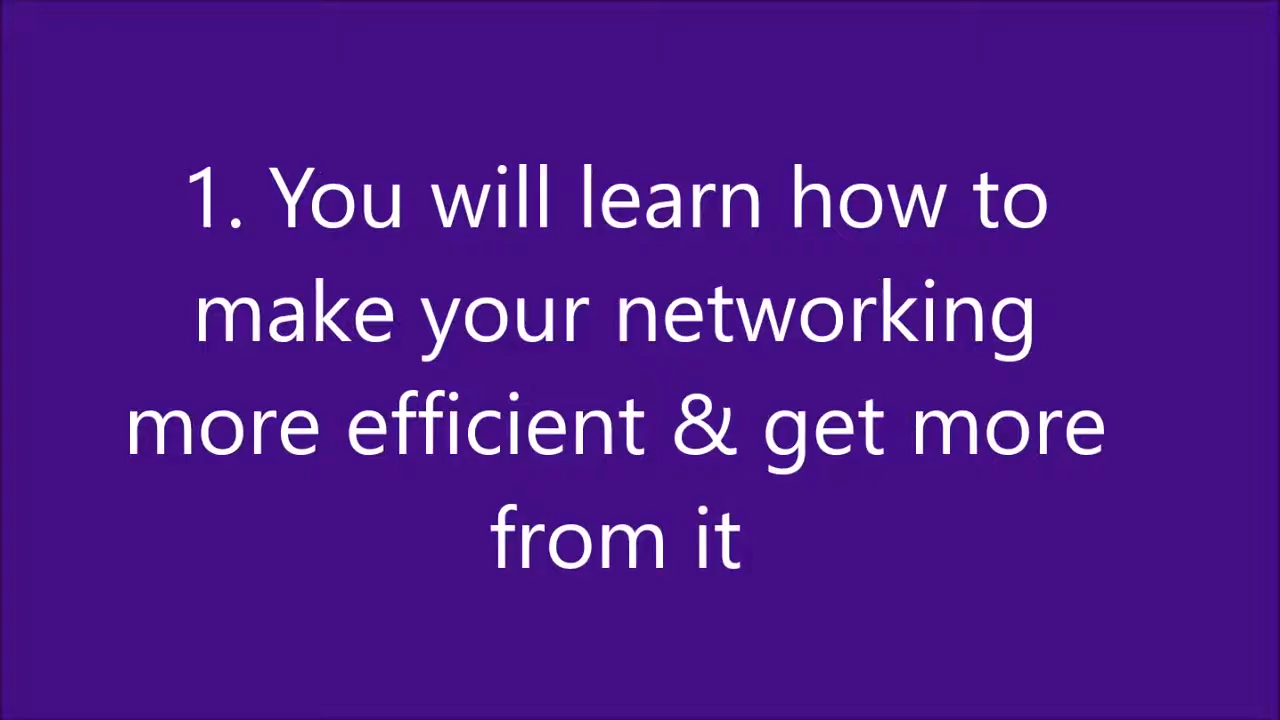 1. You will learn how to
make your networking
more efficient & get more
from it